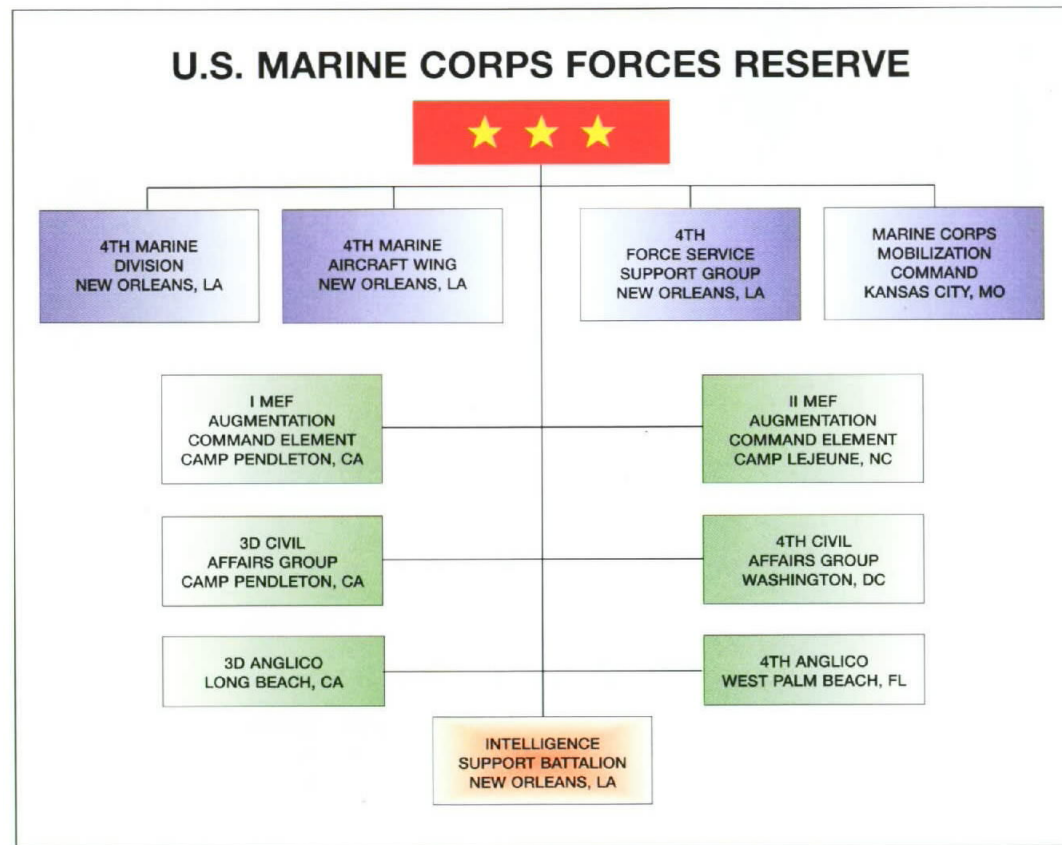 U.S. MARINE CORPS FORCES RESERVE
4TH MARINE
DIVISION
NEW ORLEANS, LA
4TH MARINE
AIRCRAFT WING
NEW ORLEANS, LA
4TH
FORCE SERVICE
SUPPORT GROUP
NEW ORLEANS, LA
MARINE CORPS
MOBILIZATION
COMMAND
KANSAS CITY, MO
I MEF
AUGMENTATION
COMMAND ELEMENT
CAMP PENDLETON, CA
II MEF
AUGMENTATION
COMMAND ELEMENT
CAMP LEJEUNE, NC
3D CIVIL
AFFAIRS GROUP
CAMP PENDLETON, CA
4TH CIVIL
AFFAIRS GROUP
WASHINGTON, DC
3D ANGLICO
LONG BEACH, CA
4TH ANGLICO
WEST PALM BEACH, FL
INTELLIGENCE
SUPPORT BATTALION
NEW ORLEANS, LA